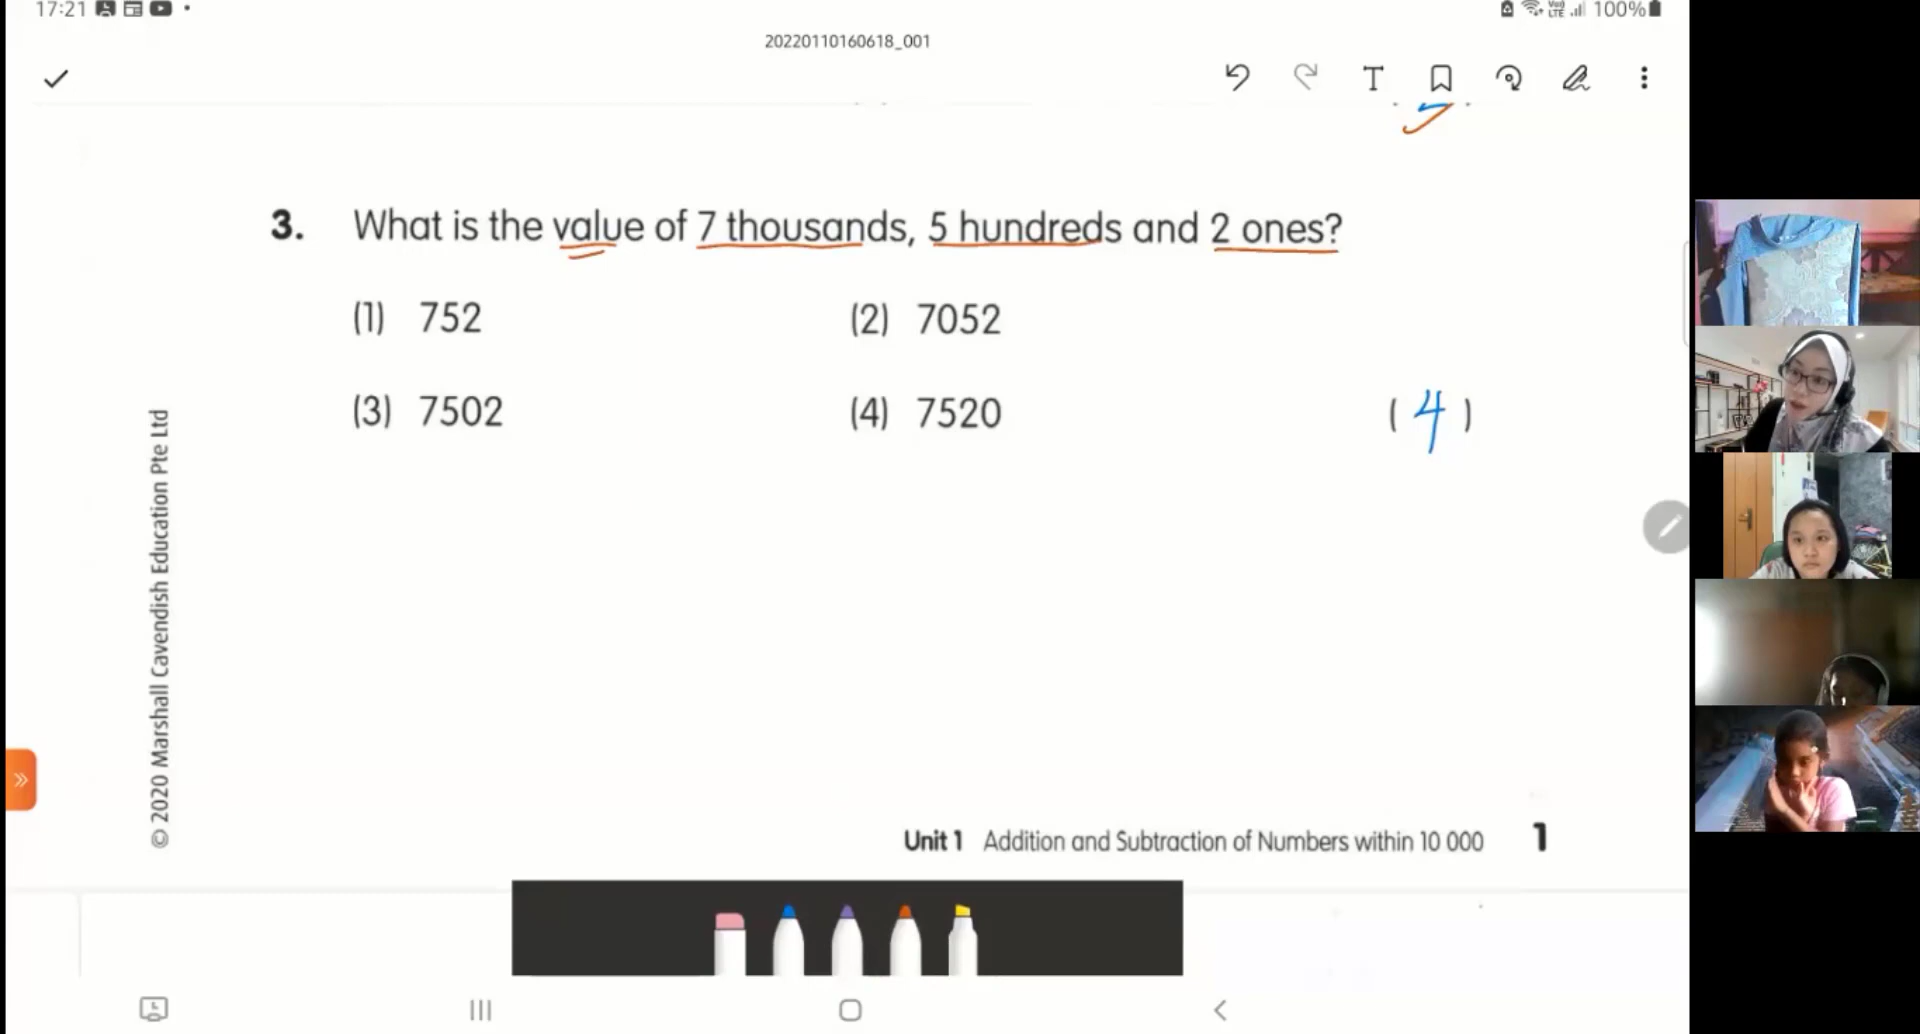 17:21
VoD LTE 100%
20220110160618_001
T
3. What is the value of 7 thousands, 5 hundreds and 2 ones?
(1) 752 (2) 7052
(3) 7502 (4) 7520 ( 4 )
© 2020 Marshall Cavendish Education Pte Ltd
Unit 1 Addition and Subtraction of Numbers within 10 000 1